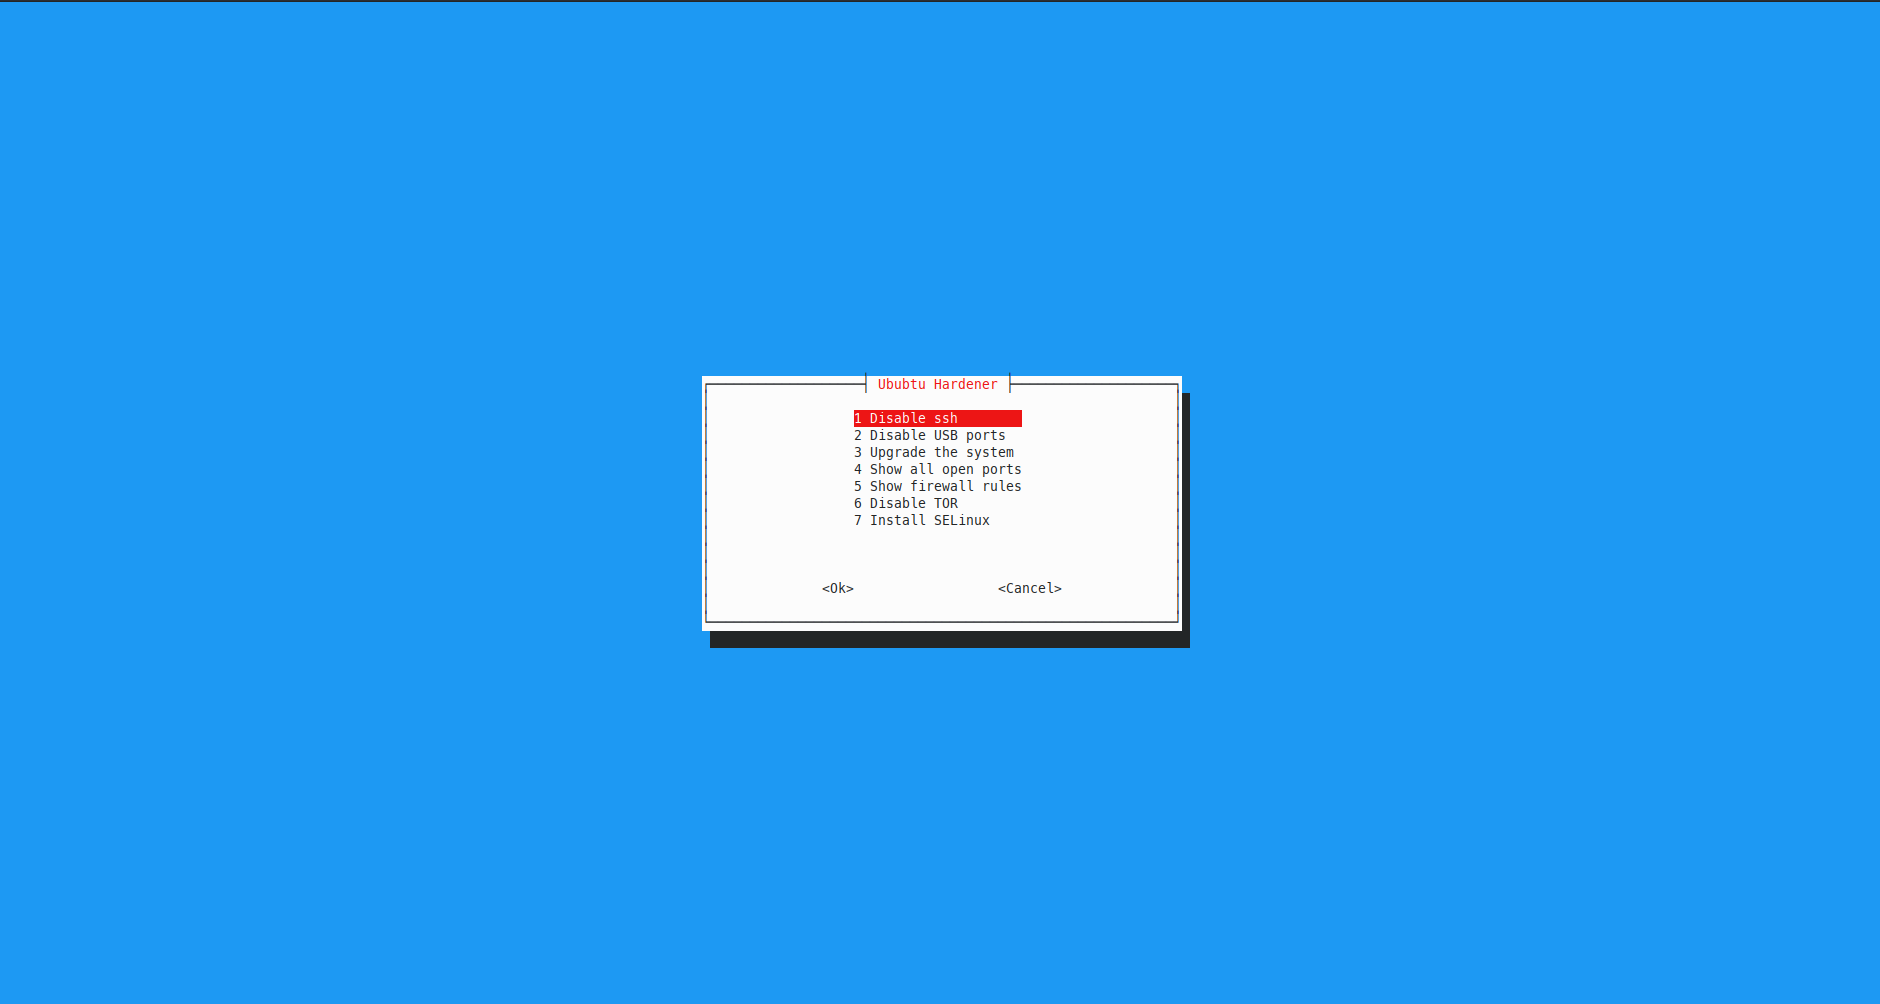 Ububtu Hardener
1 Disable ssh
2 Disable USB ports
3 Upgrade the system
4 Show all open ports
5 Show firewall rules
6 Disable TOR
7 Install SELinux
<Ok> <Cancel>